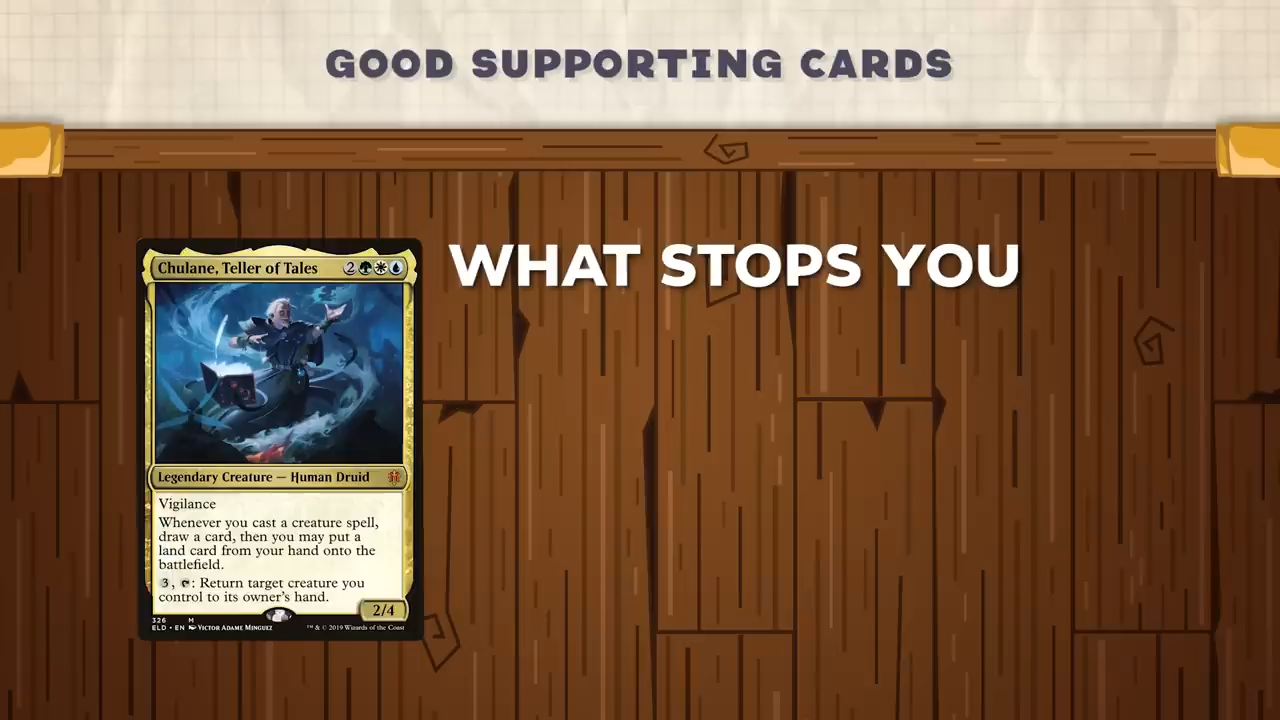 GOOD SUPPORTING CARDS
WHAT STOPS YOU
Chulane, Teller of Tales 2
Legendary Creature — Human Druid
Vigilance
Whenever you cast a creature spell,
draw a card, then you may put a
land card from your hand onto the
battlefield.
3, : Return target creature you
control to its owner's hand.
2/4
326 M
ELD • EN Victor Adame Minguez ™ & © 2019 Wizards of the Coast